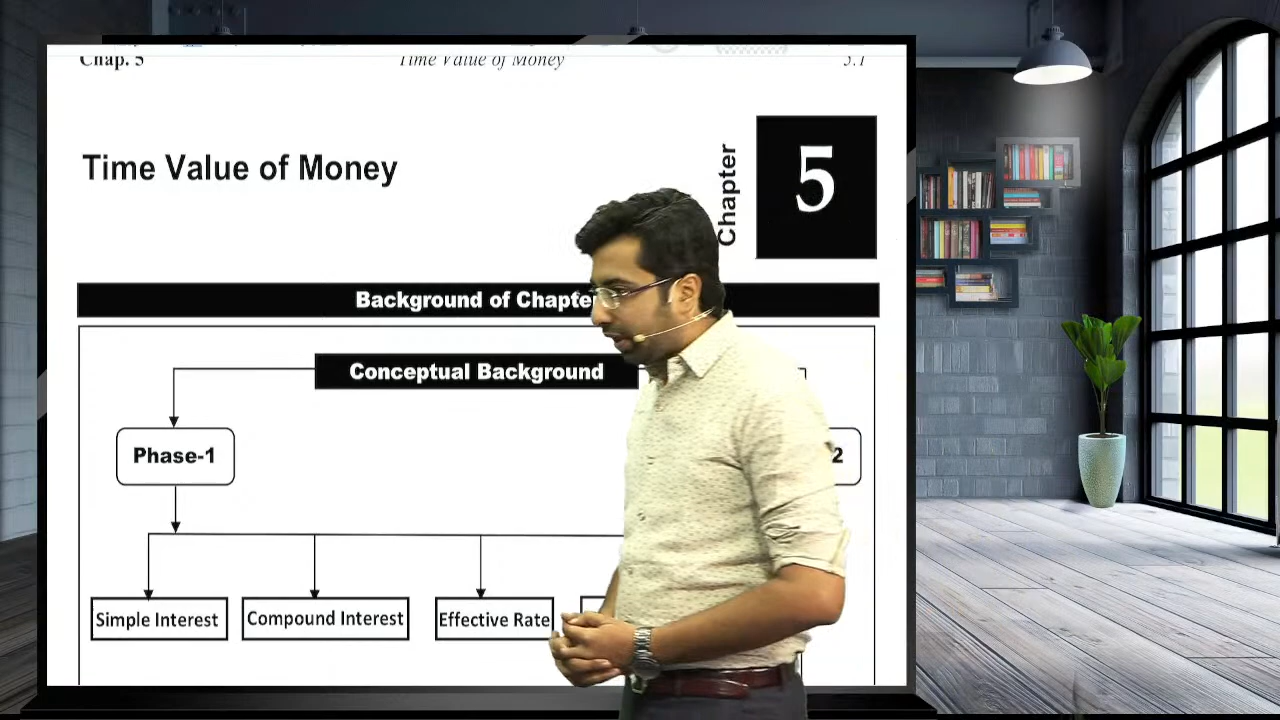 Chap. 5 Time Value of Money 5.1
Time Value of Money
Chapter
5
Background of Chapte
Conceptual Background
Phase-1
2
Simple Interest
Compound Interest
Effective Rate